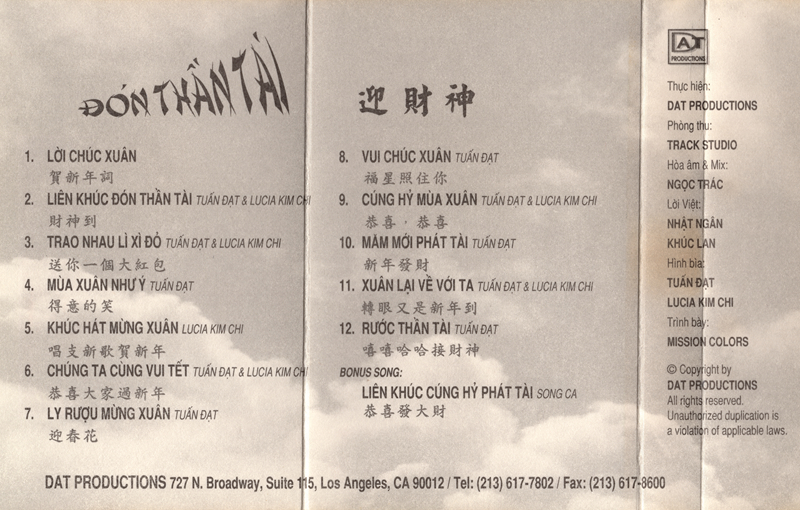 ĐÓN THẦN TÀI
1. LỜI CHÚC XUÂN
賀新年詞
2. LIÊN KHÚC ĐÓN THẦN TÀI TUẤN ĐẠT & LUCIA KIM CHI
財神到
3. TRAO NHAU LÌ XÌ ĐỎ TUẤN ĐẠT & LUCIA KIM CHI
送你一個大紅包
4. MÙA XUÂN NHƯ Ý TUẤN ĐẠT
得意的笑
5. KHÚC HÁT MỪNG XUÂN LUCIA KIM CHI
唱支新歌賀新年
6. CHÚNG TA CÙNG VUI TẾT TUẤN ĐẠT & LUCIA KIM CHI
恭喜大家過新年
7. LY RƯỢU MỪNG XUÂN TUẤN ĐẠT
迎春花
迎財神
8. VUI CHÚC XUÂN TUẤN ĐẠT
福星照住你
9. CÚNG HỶ MÙA XUÂN TUẤN ĐẠT & LUCIA KIM CHI
恭喜，恭喜
10. MĂM MỚI PHÁT TÀI TUẤN ĐẠT
新年發財
11. XUÂN LẠI VỀ VỚI TA TUẤN ĐẠT & LUCIA KIM CHI
轉眼又是新年到
12. RƯỚC THẦN TÀI TUẤN ĐẠT
嘻嘻哈哈接財神
BONUS SONG:
LIÊN KHÚC CÚNG HỶ PHÁT TÀI SONG CA
恭喜發大財
DAT PRODUCTIONS 727 N. Broadway, Suite 115, Los Angeles, CA 90012 / Tel: (213) 617-7802 / Fax: (213) 617-8600
DAT
PRODUCTIONS
Thực hiện:
DAT PRODUCTIONS
Phòng thu:
TRACK STUDIO
Hòa âm & Mix:
NGỌC TRÁC
Lời Việt:
NHẬT NGÂN
KHÚC LAN
Hình bìa:
TUẤN ĐẠT
LUCIA KIM CHI
Trình bày:
MISSION COLORS
© Copyright by
DAT PRODUCTIONS
All rights reserved.
Unauthorized duplication is
a violation of applicable laws.